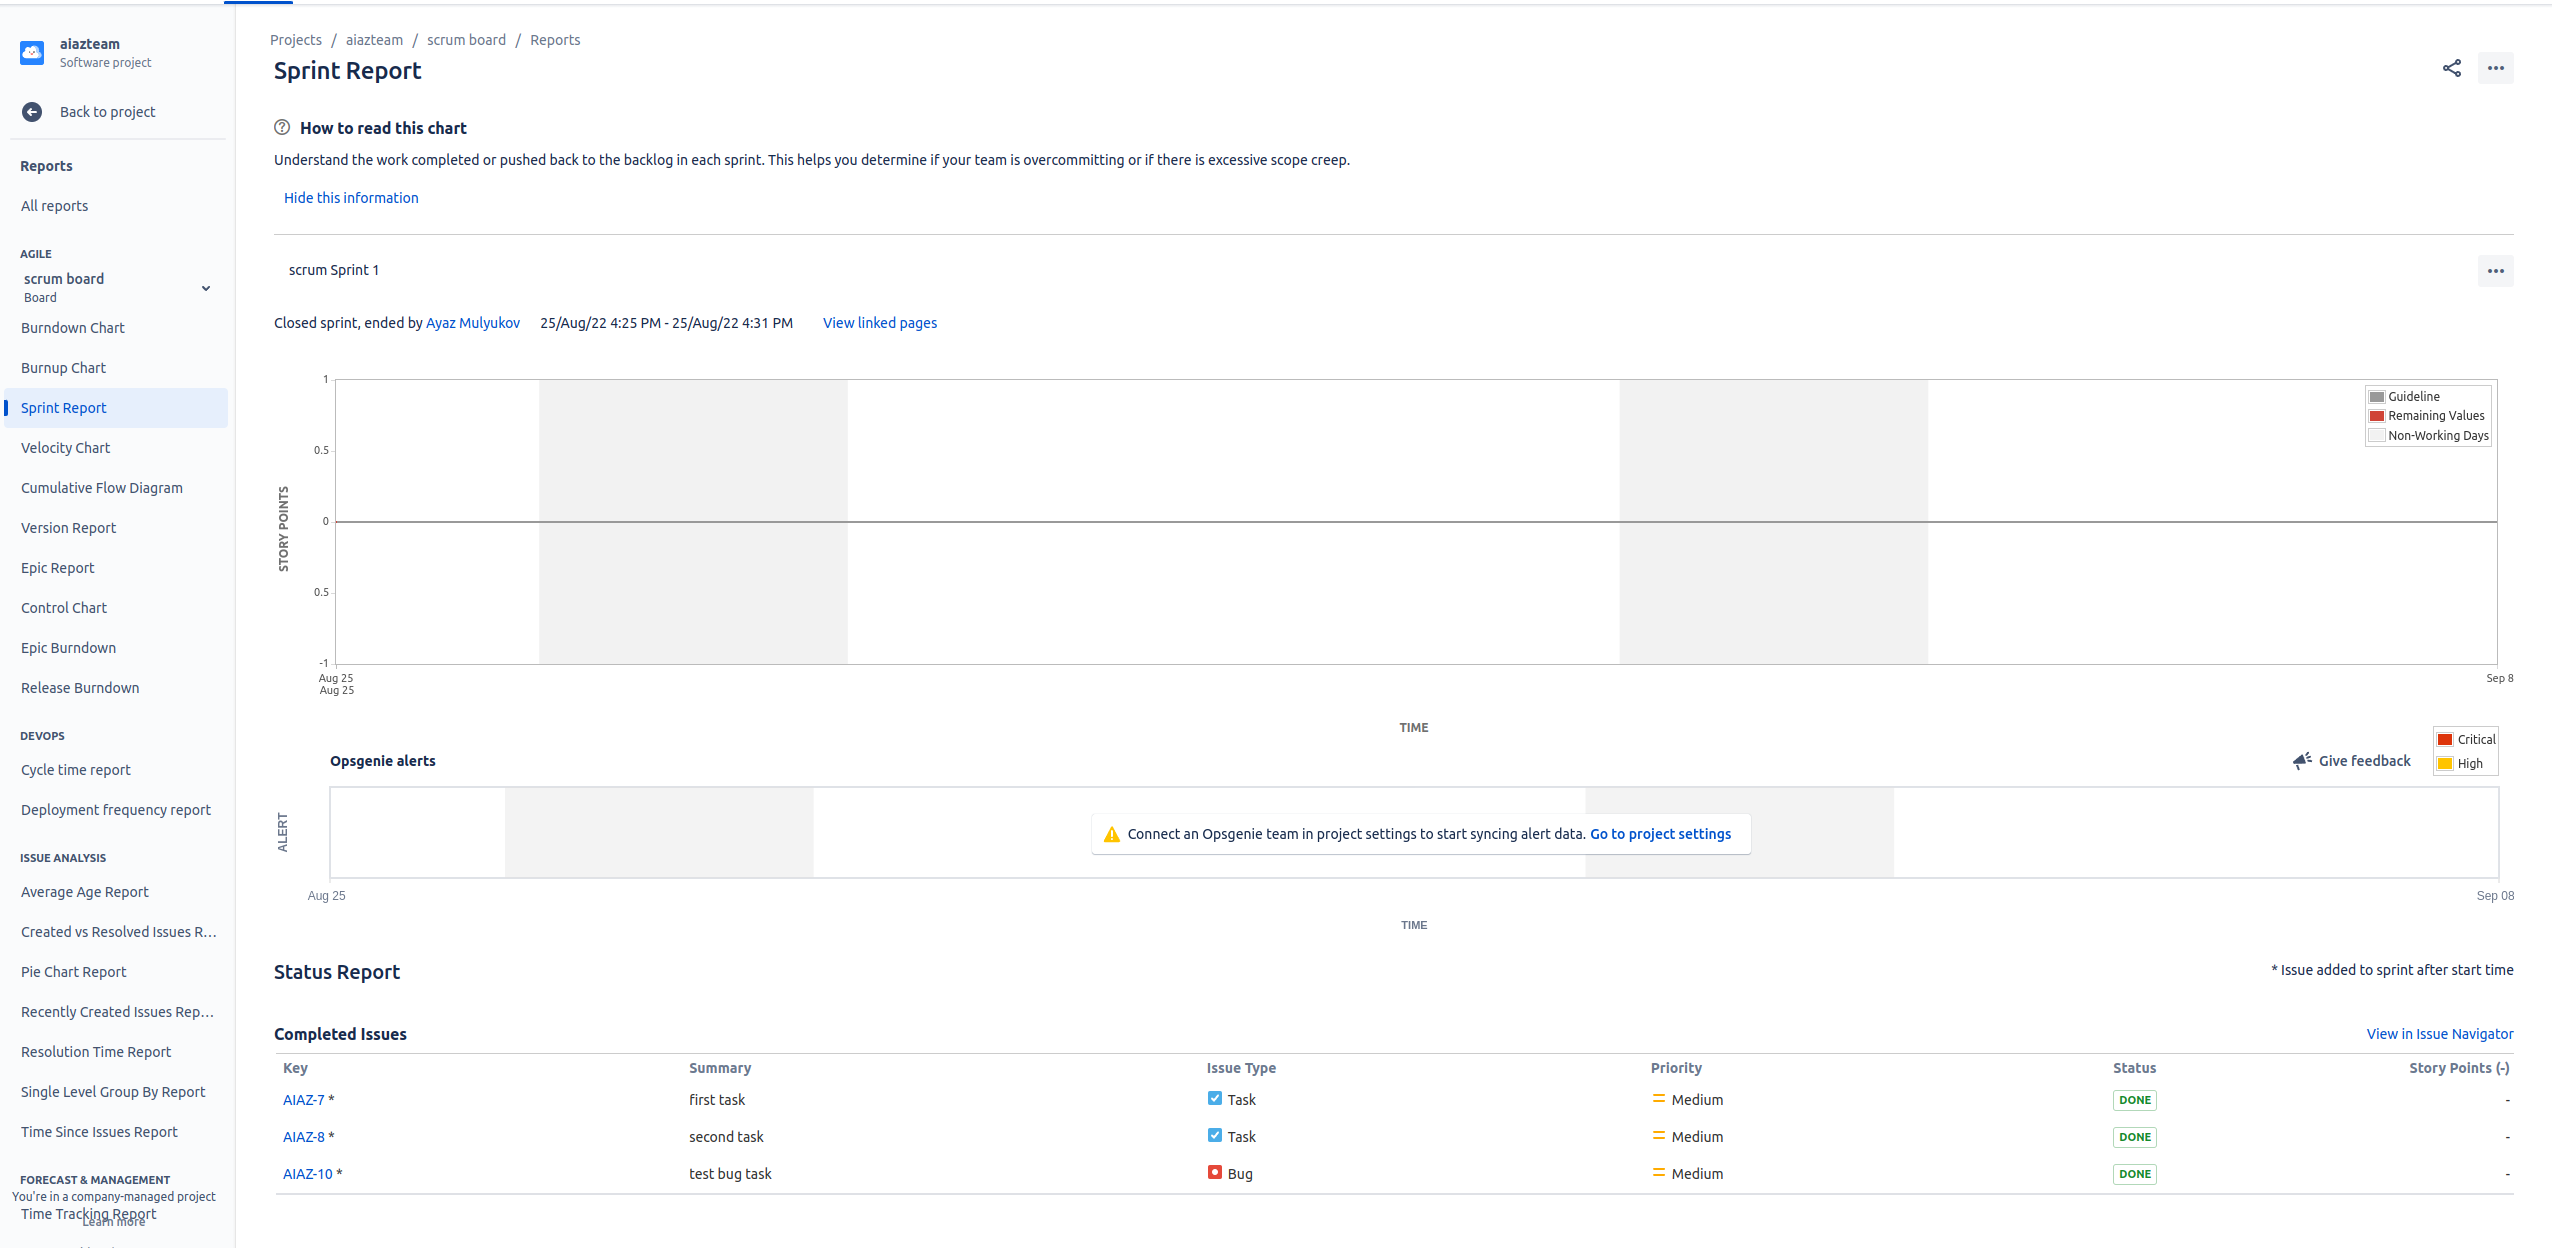 aiazteam
Software project
Back to project
Reports
All reports
AGILE
scrum board
Board
Burndown Chart
Burnup Chart
Sprint Report
Velocity Chart
Cumulative Flow Diagram
Version Report
Epic Report
Control Chart
Epic Burndown
Release Burndown
DEVOPS
Cycle time report
Deployment frequency report
ISSUE ANALYSIS
Average Age Report
Created vs Resolved Issues R...
Pie Chart Report
Recently Created Issues Rep...
Resolution Time Report
Single Level Group By Report
Time Since Issues Report
FORECAST & MANAGEMENT
You're in a company-managed project
Time Tracking Report
Learn more
Projects / aiazteam / scrum board / Reports
Sprint Report
How to read this chart
Understand the work completed or pushed back to the backlog in each sprint. This helps you determine if your team is overcommitting or if there is excessive scope creep.
Hide this information
scrum Sprint 1
Closed sprint, ended by Ayaz Mulyukov 25/Aug/22 4:25 PM - 25/Aug/22 4:31 PM View linked pages
1
0.5
0
0.5
-1
STORY POINTS
Guideline
Remaining Values
Non-Working Days
Aug 25
Aug 25
Sep 8
TIME
Opsgenie alerts
Give feedback
Critical
High
ALERT
Connect an Opsgenie team in project settings to start syncing alert data. Go to project settings
Aug 25
Sep 08
TIME
Status Report
* Issue added to sprint after start time
Completed Issues
View in Issue Navigator
Key Summary Issue Type Priority Status Story Points (-)
AIAZ-7 * first task Task Medium DONE -
AIAZ-8 * second task Task Medium DONE -
AIAZ-10 * test bug task Bug Medium DONE -